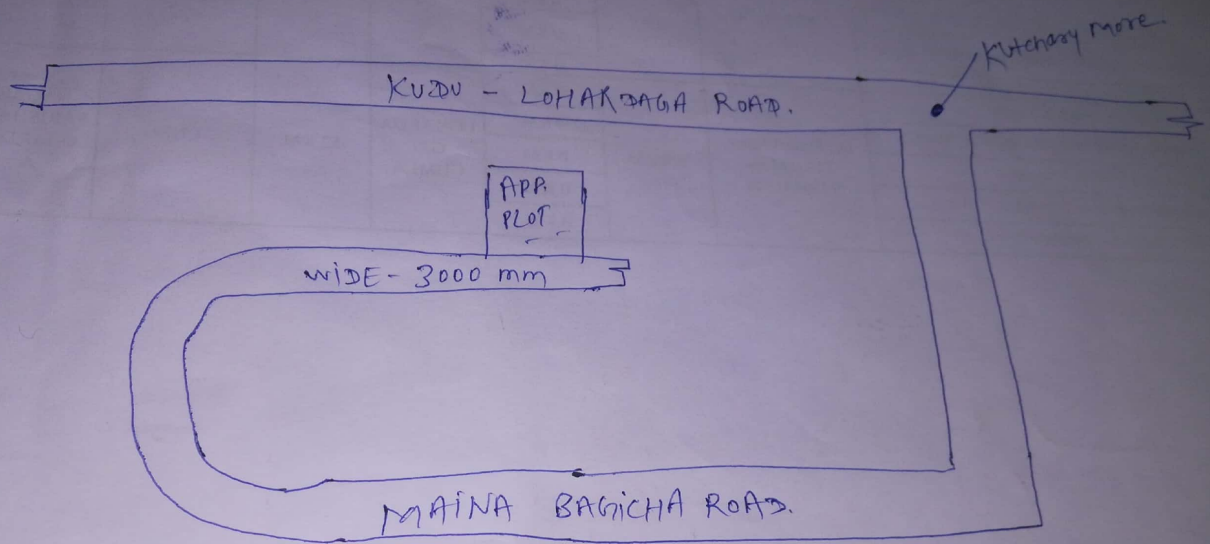 Kutchary more.
KUDU - LOHARDAGA ROAD.
APP.
PLOT
WIDE - 3000 mm
MAINA BAGICHA ROAD.